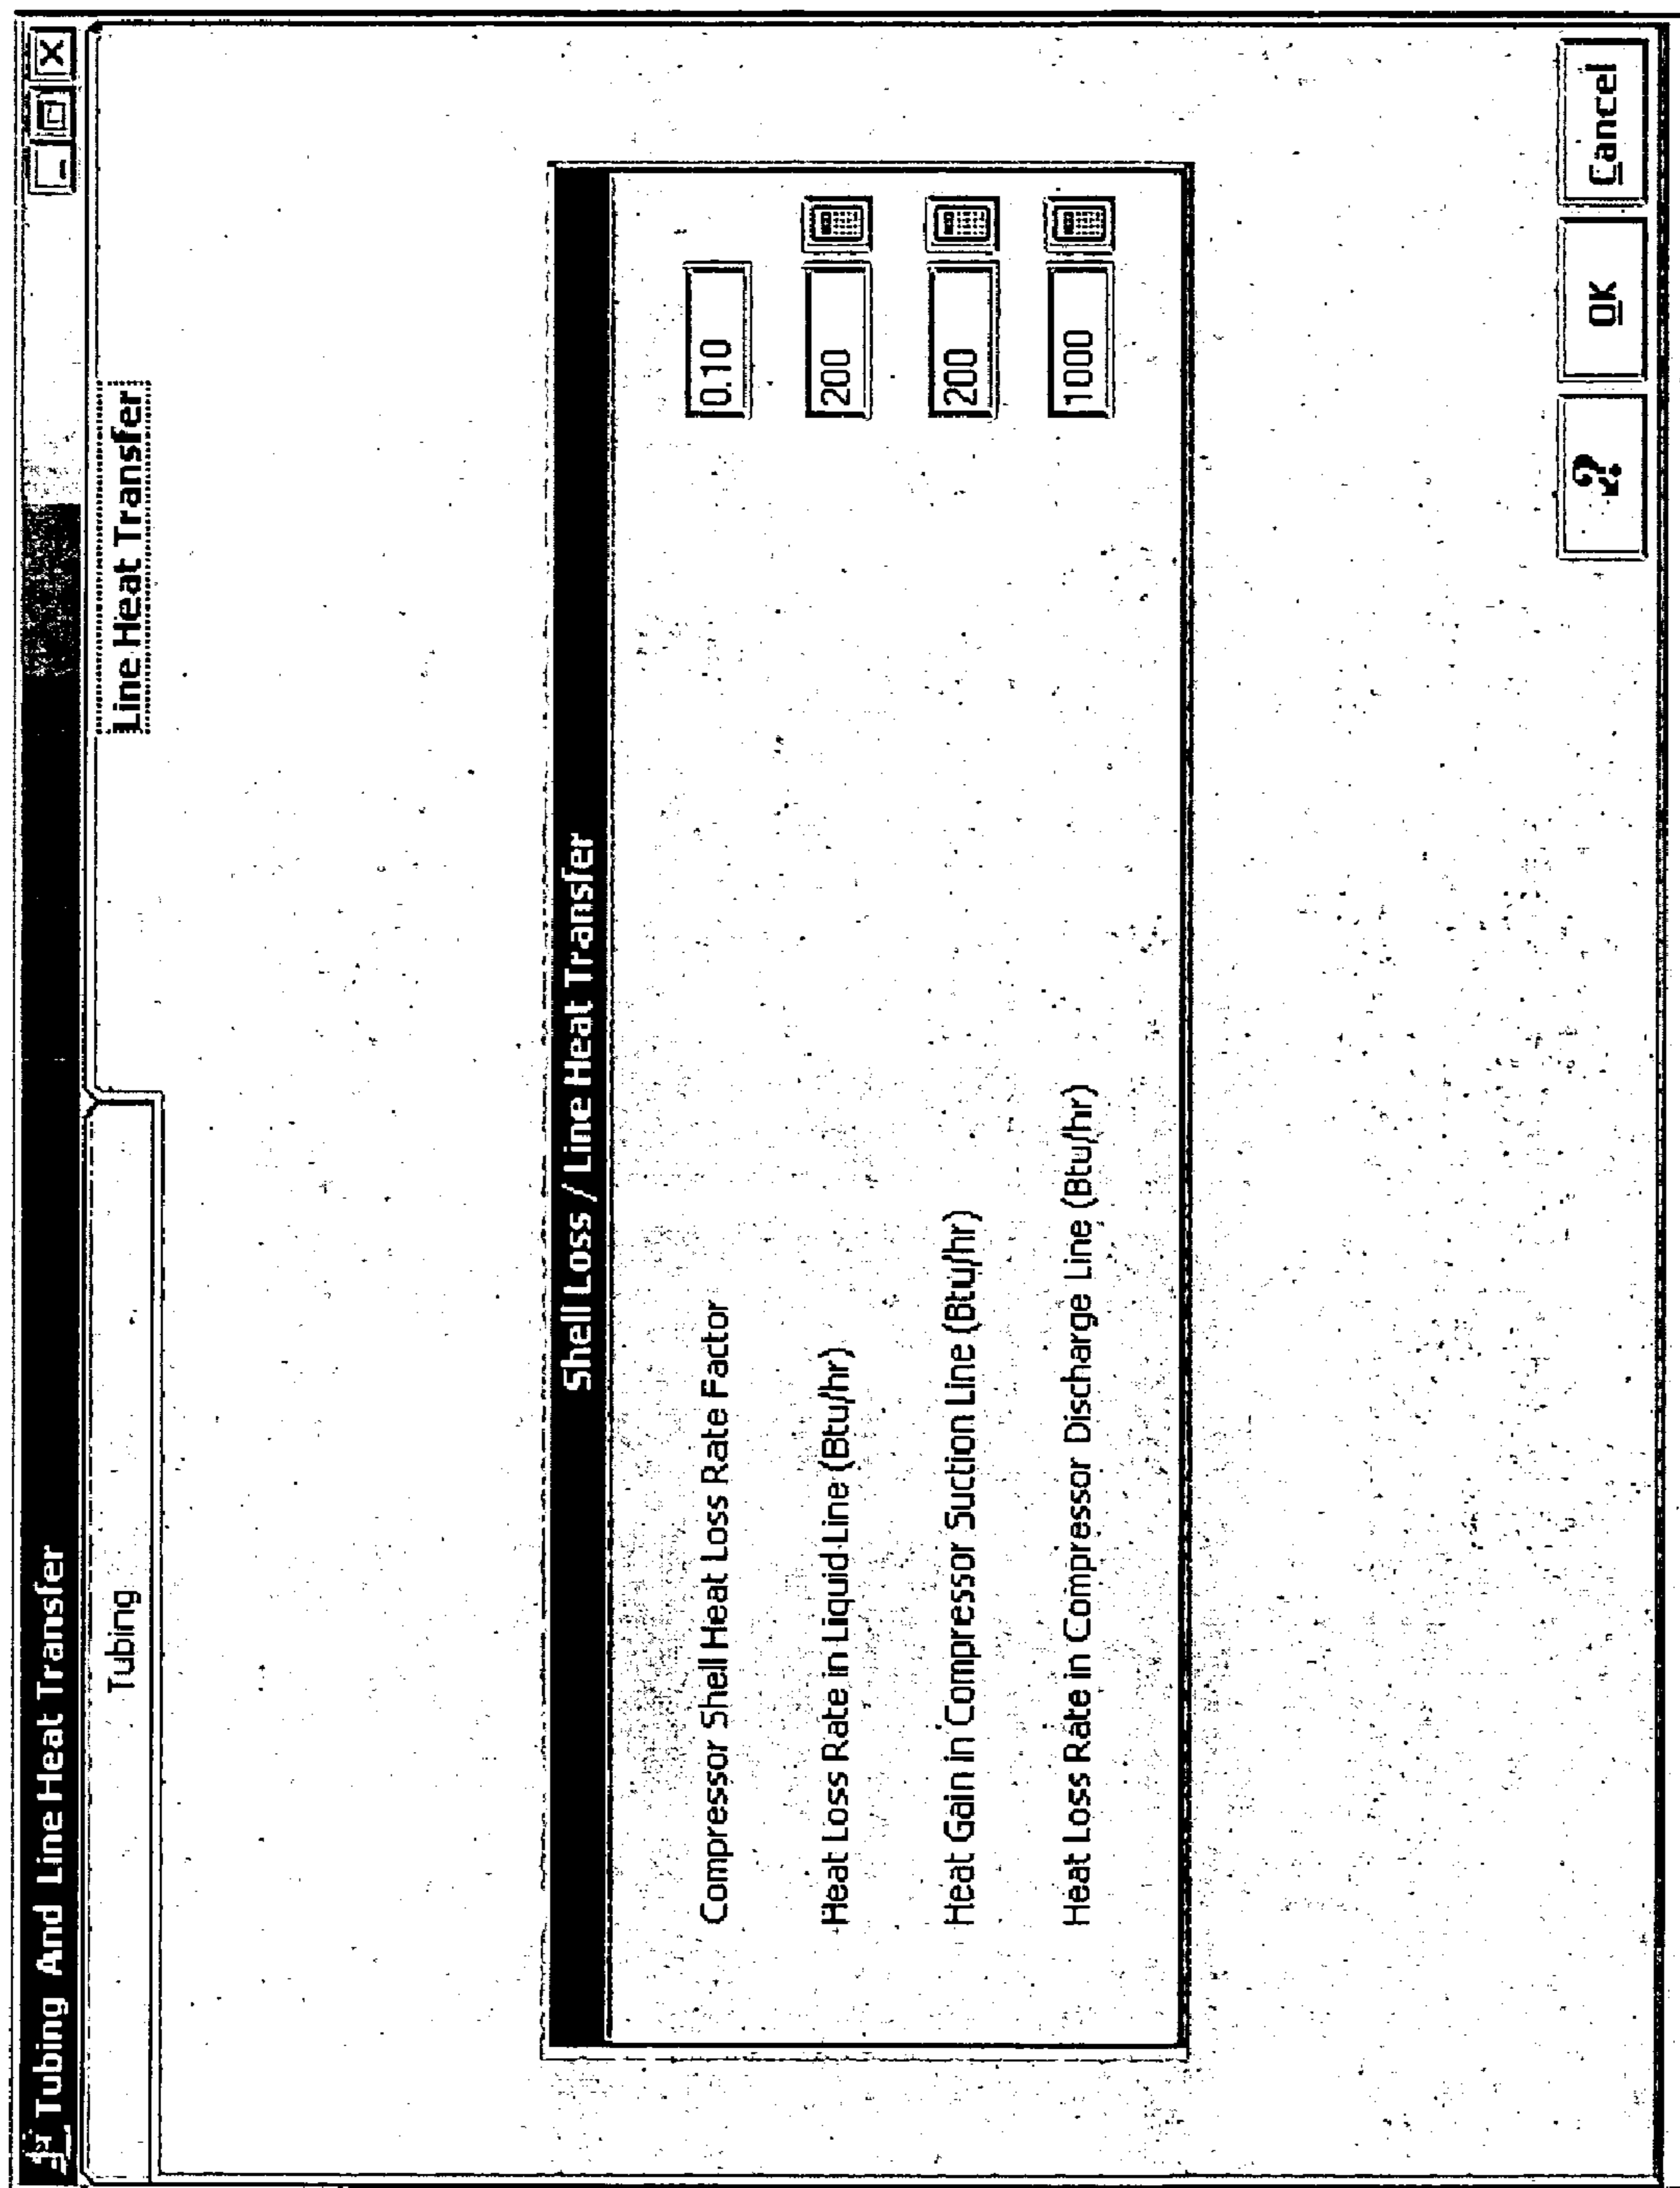 Tubing And Line Heat Transfer
Tubing
Line Heat Transfer
Shell Loss / Line Heat Transfer
Compressor Shell Heat Loss Rate Factor 0.10
Heat Loss Rate in Liquid Line (Btu/hr) 200
Heat Gain in Compressor Suction Line (Btu/hr) 200
Heat Loss Rate in Compressor Discharge Line (Btu/hr) 1000
?
OK
Cancel